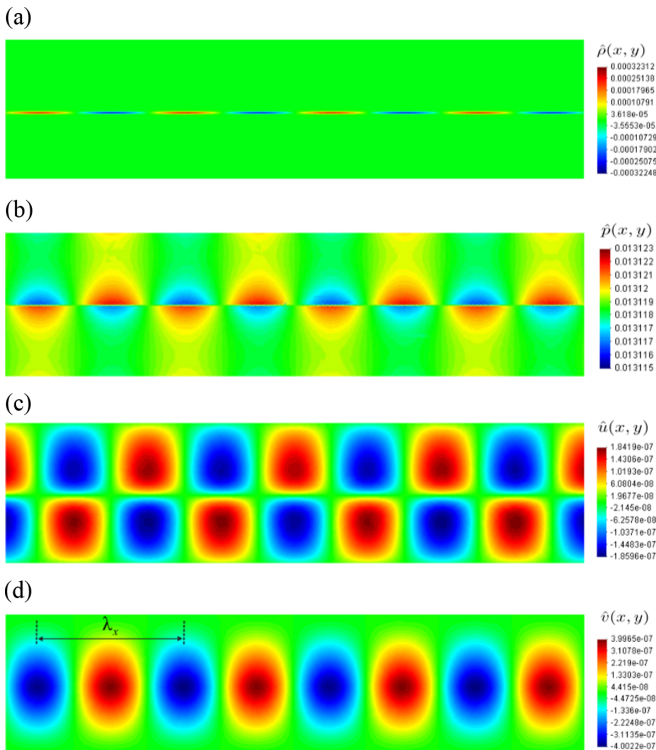 (a)
ρ̂(x, y)
0.00032312
0.00025138
0.00017965
0.00010791
3.618e-05
-3.5553e-05
-0.00010729
-0.00017902
-0.00025075
-0.00032248
(b)
p̂(x, y)
0.013123
0.013122
0.013121
0.01312
0.013119
0.013118
0.013117
0.013116
0.013115
(c)
û(x, y)
1.8419e-07
1.4306e-07
1.0193e-07
6.0804e-08
1.9677e-08
-2.145e-08
-6.2578e-08
-1.0371e-07
-1.4483e-07
-1.8596e-07
(d)
λx
v̂(x, y)
3.9965e-07
3.1078e-07
2.219e-07
1.3303e-07
4.415e-08
-4.4725e-08
-1.336e-07
-2.2248e-07
-3.1135e-07
-4.0022e-07